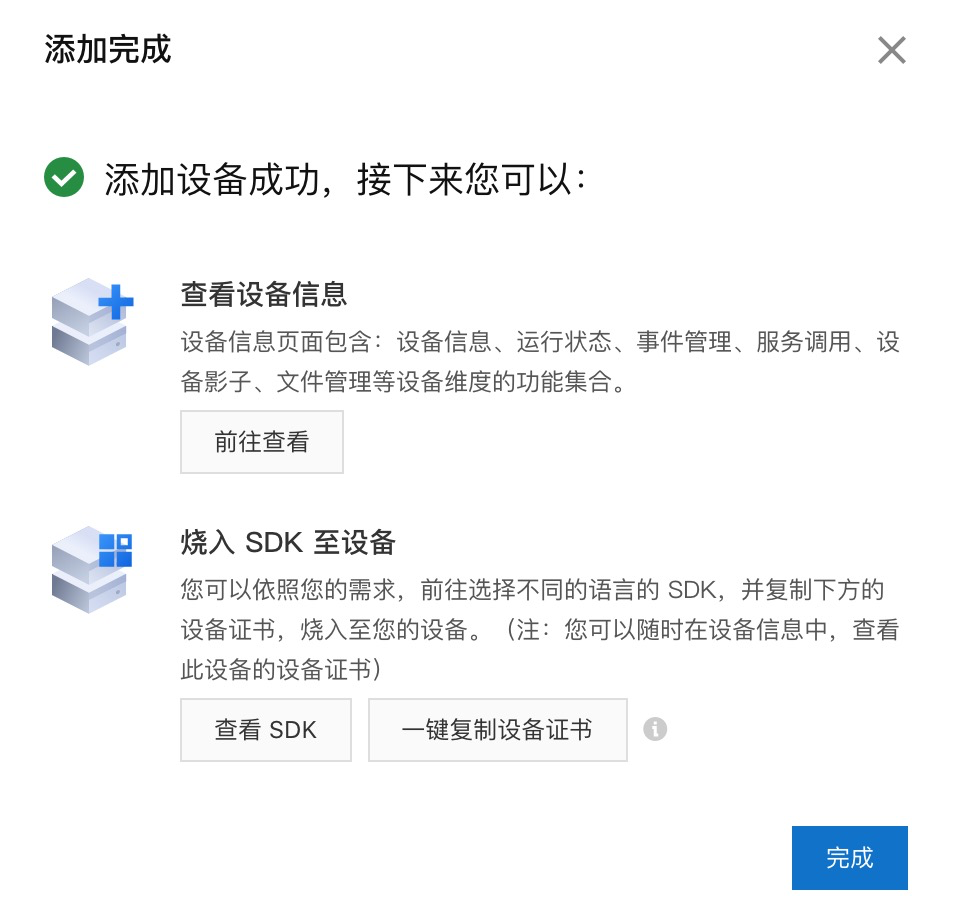 添加完成
添加设备成功，接下来您可以：
查看设备信息
设备信息页面包含：设备信息、运行状态、事件管理、服务调用、设
备影子、文件管理等设备维度的功能集合。
前往查看
烧入 SDK 至设备
您可以依照您的需求，前往选择不同的语言的 SDK，并复制下方的
设备证书，烧入至您的设备。（注：您可以随时在设备信息中，查看
此设备的设备证书）
查看 SDK
一键复制设备证书
完成